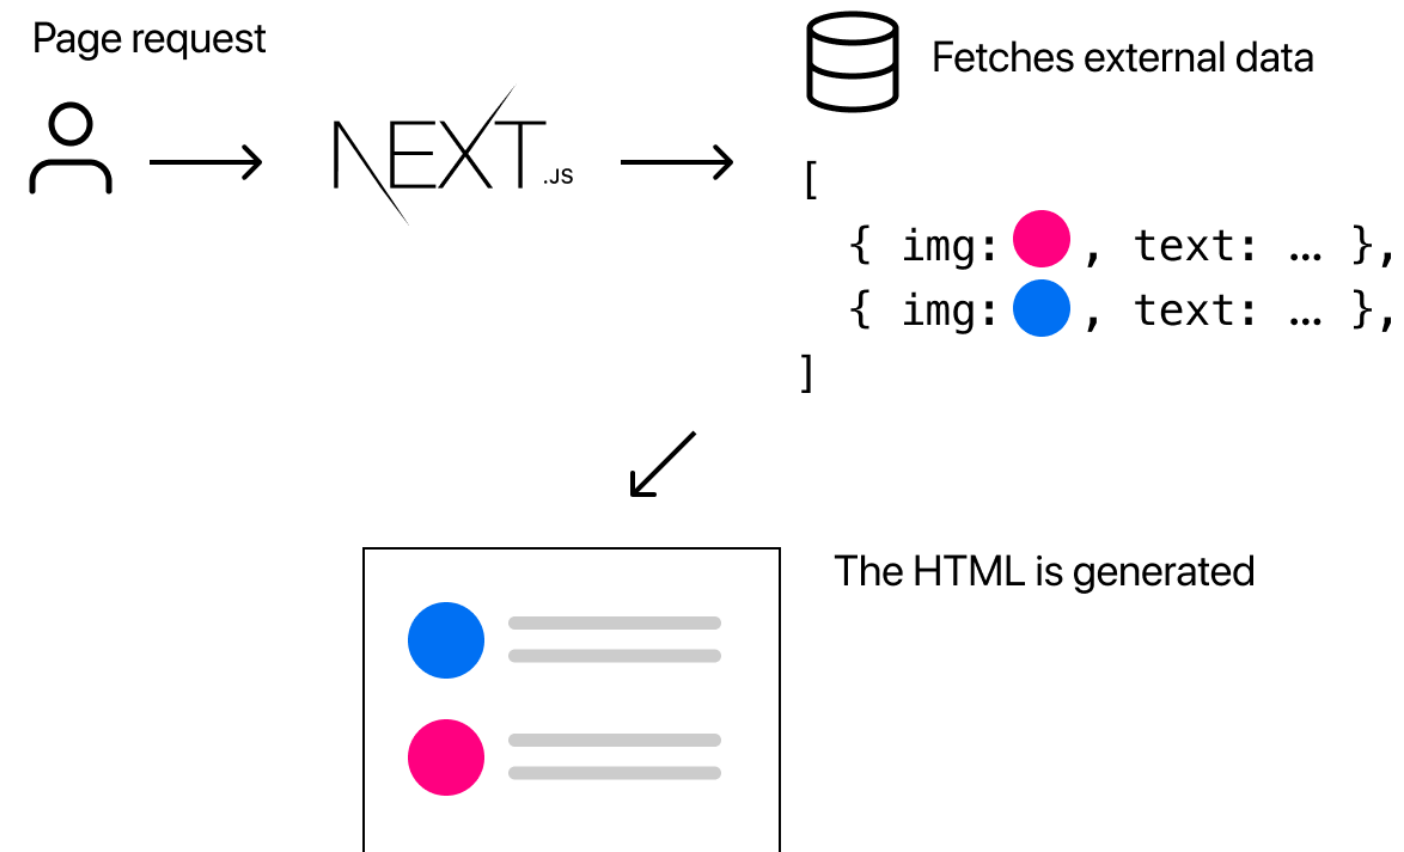 Page request
NEXT.JS
Fetches external data
[
{ img: , text: … },
{ img: , text: … },
]
The HTML is generated